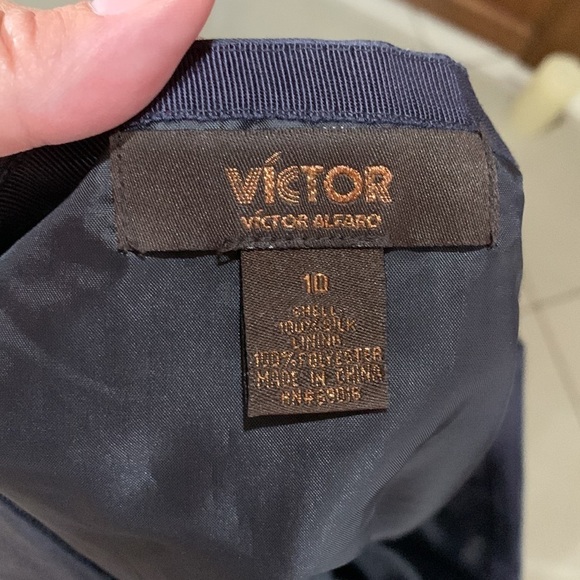 VÍCTOR
VÍCTOR ALFARO
10
SHELL
100% SILK
LINING
100% POLYESTER
MADE IN CHINA